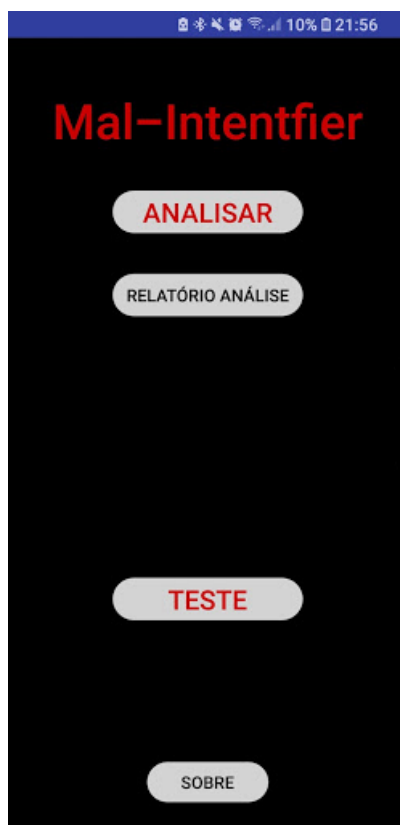 10% 21:56
Mal-Intentfier
ANALISAR
RELATÓRIO ANÁLISE
TESTE
SOBRE